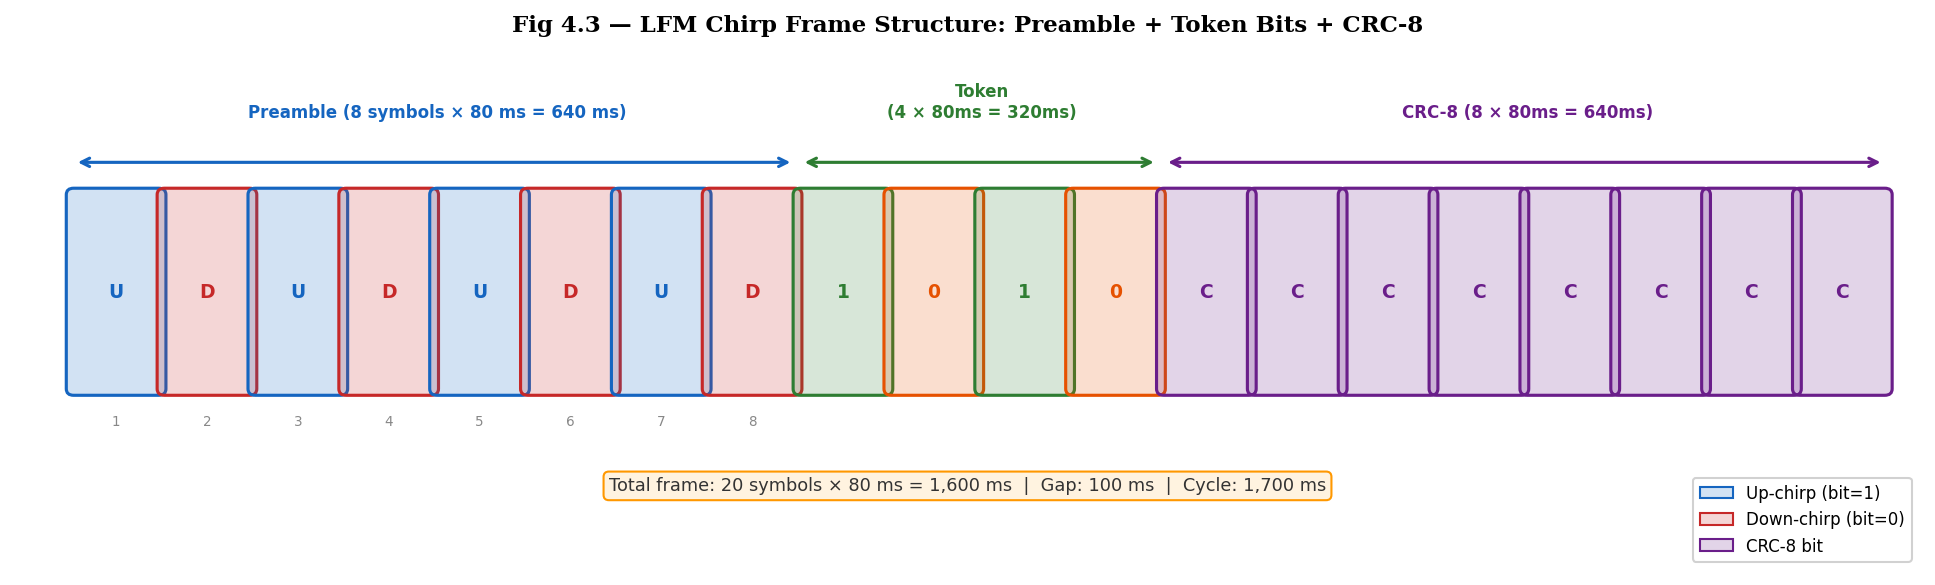 Fig 4.3 — LFM Chirp Frame Structure: Preamble + Token Bits + CRC-8
Preamble (8 symbols × 80 ms = 640 ms)
Token
(4 × 80ms = 320ms)
CRC-8 (8 × 80ms = 640ms)
U D U D U D U D 1 0 1 0 C C C C C C C C
1 2 3 4 5 6 7 8
Total frame: 20 symbols × 80 ms = 1,600 ms | Gap: 100 ms | Cycle: 1,700 ms
Up-chirp (bit=1)
Down-chirp (bit=0)
CRC-8 bit